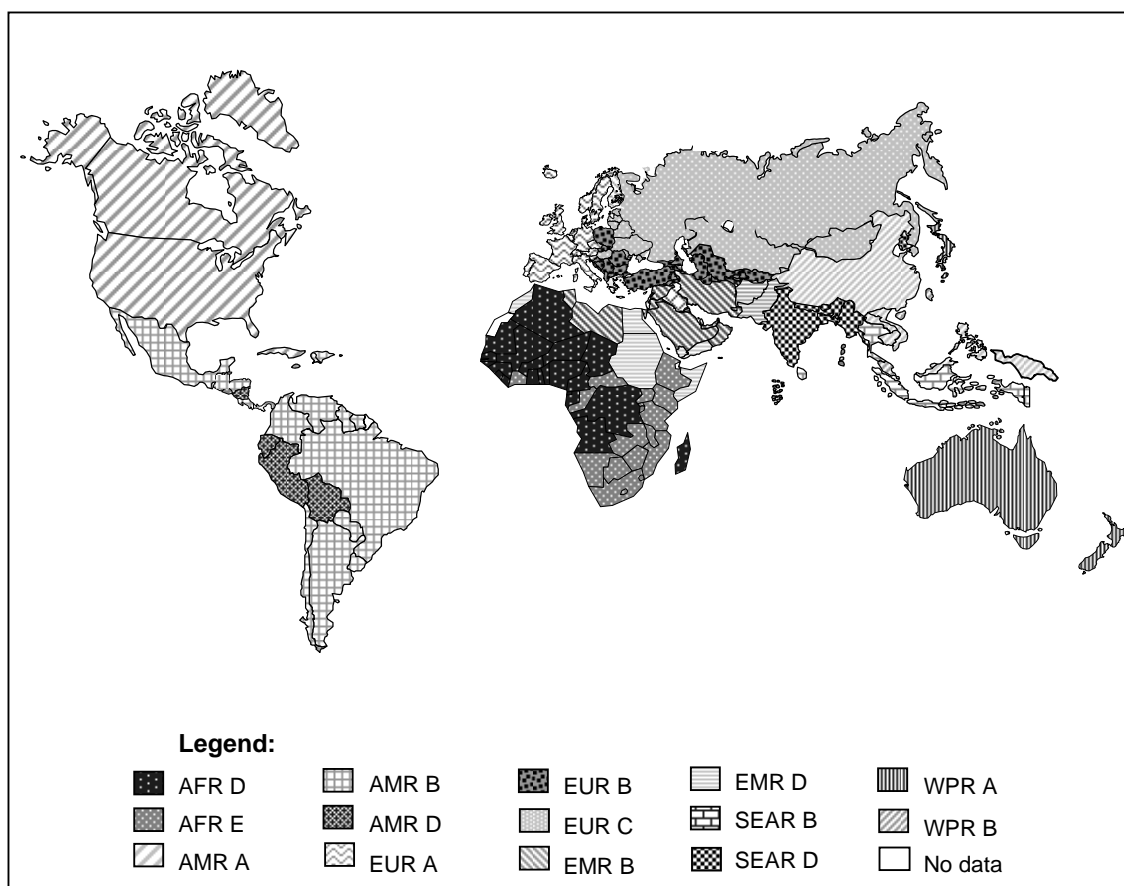 Legend:
AFR D AMR B EUR B EMR D WPR A
AFR E AMR D EUR C SEAR B WPR B
AMR A EUR A EMR B SEAR D No data